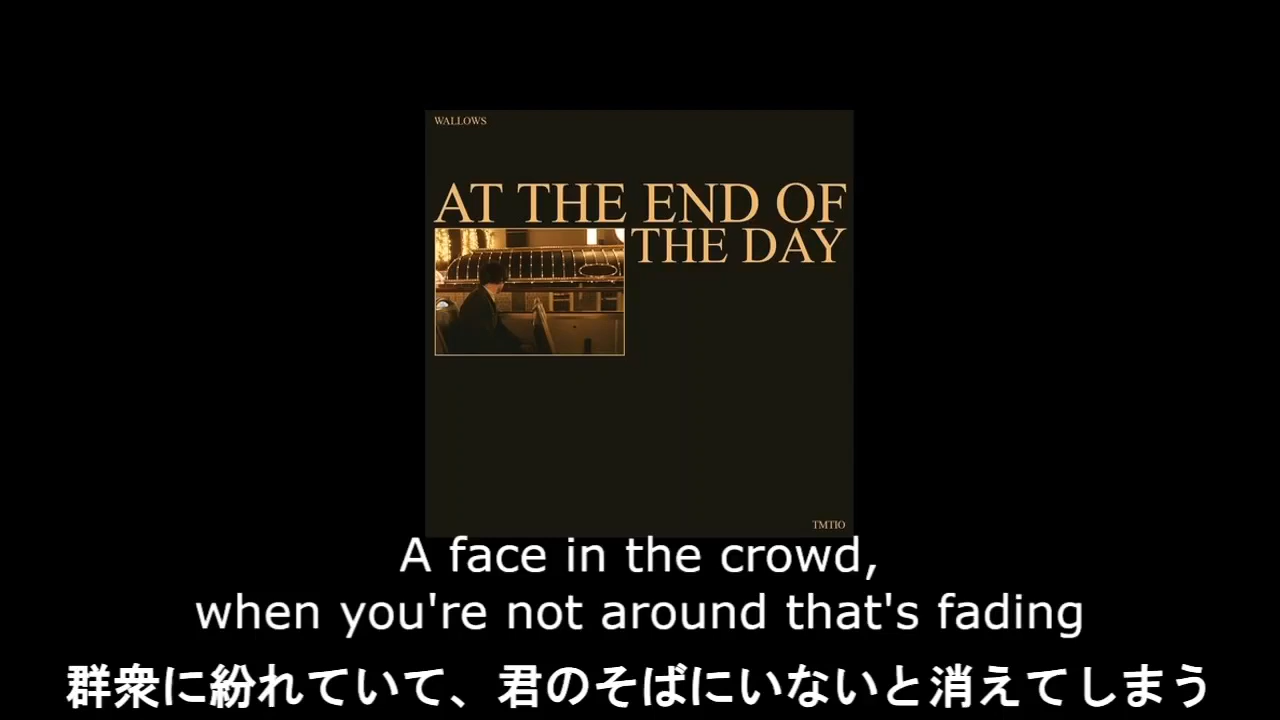 WALLOWS
AT THE END OF
THE DAY
TMTIO
A face in the crowd,
when you're not around that's fading
群衆に紛れていて、君のそばにいないと消えてしまう